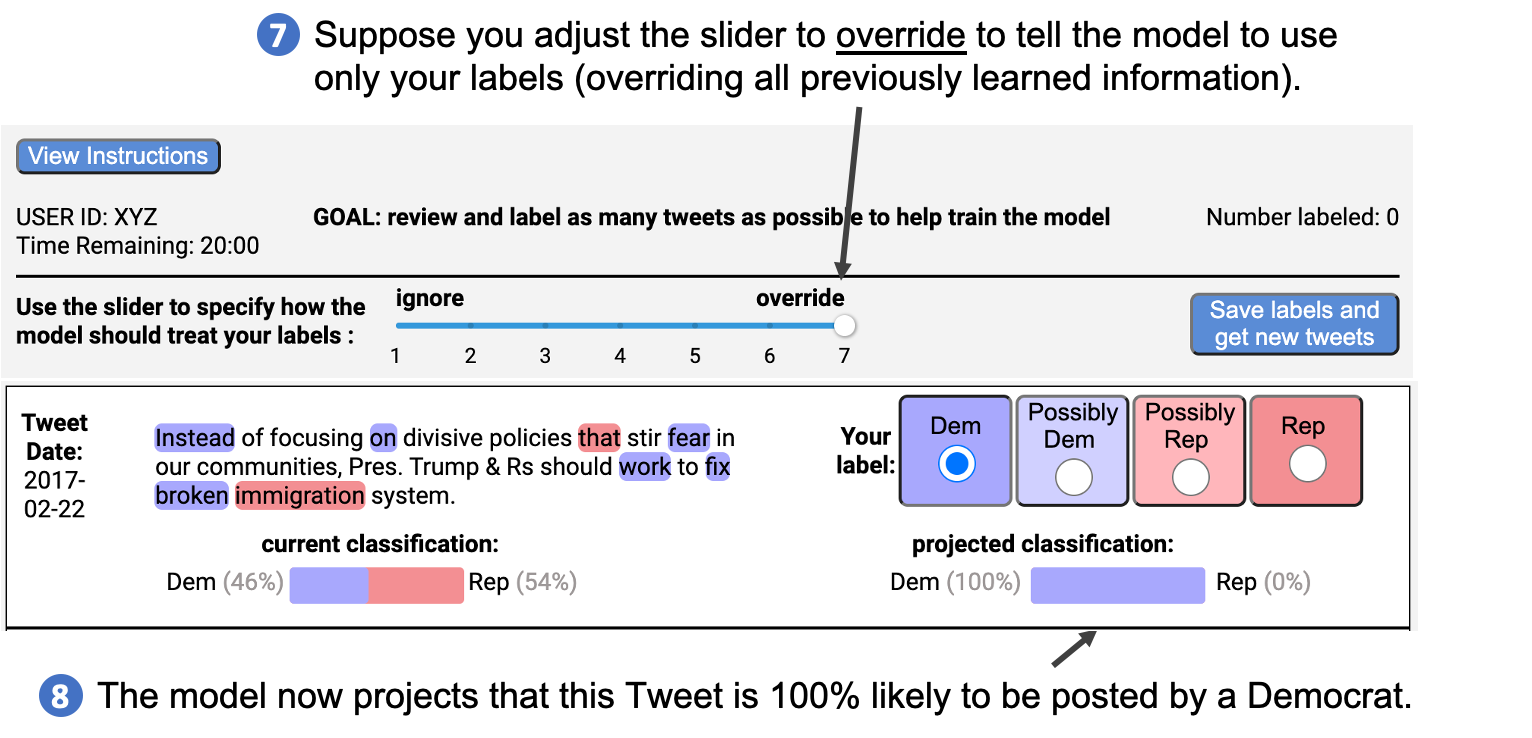 7 Suppose you adjust the slider to override to tell the model to use
only your labels (overriding all previously learned information).
View Instructions
USER ID: XYZ
Time Remaining: 20:00
GOAL: review and label as many tweets as possible to help train the model
Number labeled: 0
Use the slider to specify how the
model should treat your labels :
ignore override
1 2 3 4 5 6 7
Save labels and
get new tweets
Tweet
Date:
2017-
02-22
Instead of focusing on divisive policies that stir fear in
our communities, Pres. Trump & Rs should work to fix
broken immigration system.
Your
label:
Dem
Possibly
Dem
Possibly
Rep
Rep
current classification:
Dem (46%) Rep (54%)
projected classification:
Dem (100%) Rep (0%)
8 The model now projects that this Tweet is 100% likely to be posted by a Democrat.